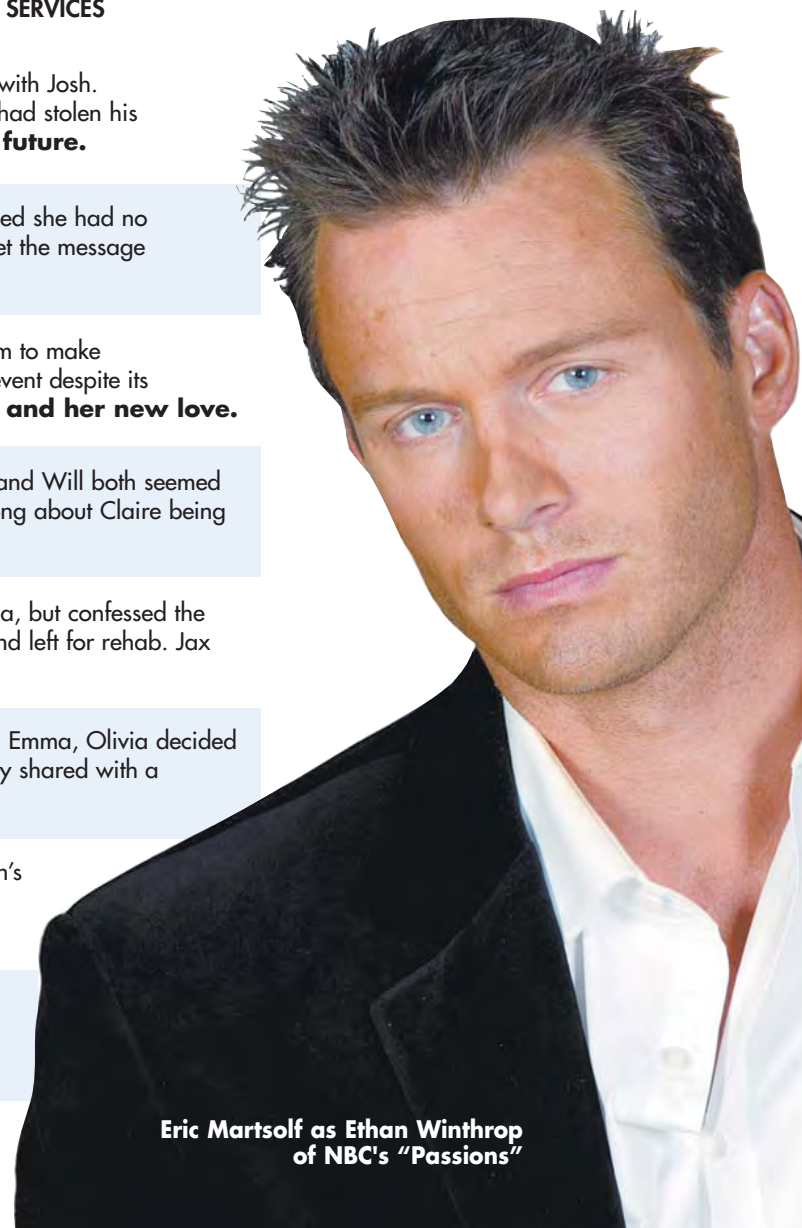 SERVICES
with Josh.
had stolen his
future.
ed she had no
et the message
m to make
event despite its
and her new love.
and Will both seemed
ng about Claire being
a, but confessed the
nd left for rehab. Jax
Emma, Olivia decided
y shared with a
n's
Eric Martsolf as Ethan Winthrop
of NBC's “Passions”